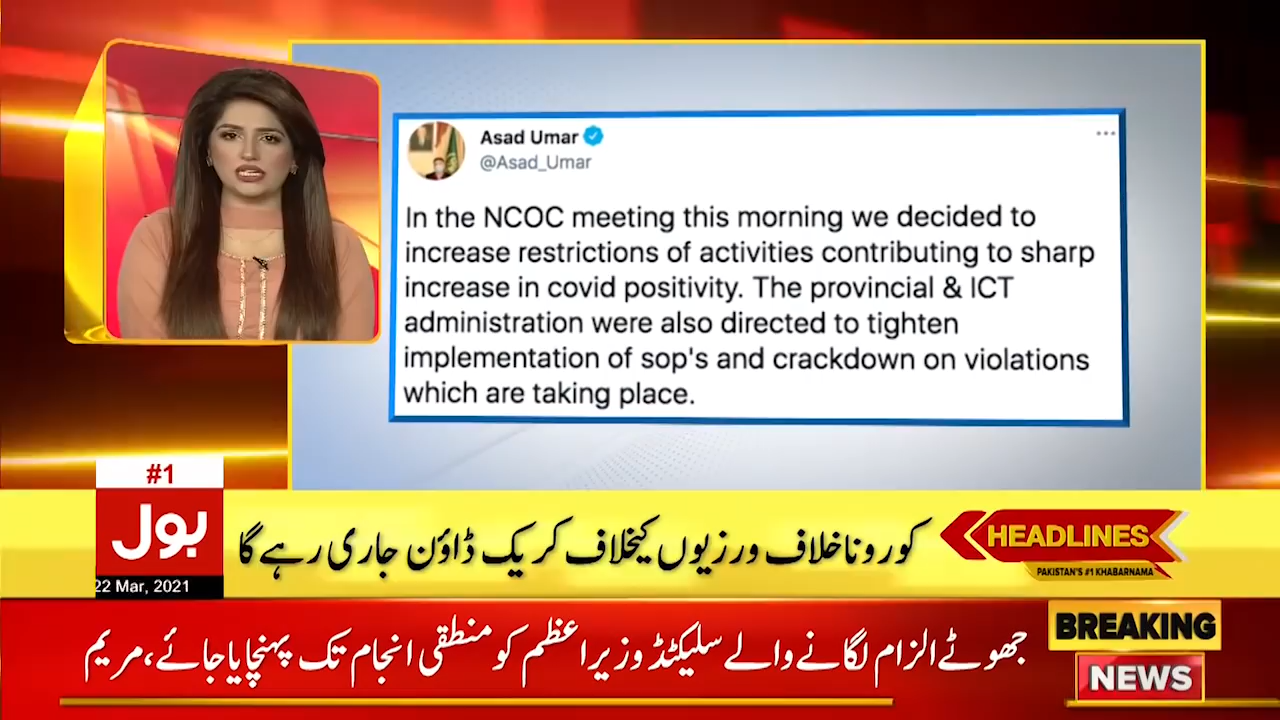 Asad Umar
@Asad_Umar
In the NCOC meeting this morning we decided to
increase restrictions of activities contributing to sharp
increase in covid positivity. The provincial & ICT
administration were also directed to tighten
implementation of sop's and crackdown on violations
which are taking place.
#1
بول
22 Mar, 2021
کورونا خلاف ورزیوں کیخلاف کریک ڈاؤن جاری رہے گا
HEADLINES
PAKISTAN'S #1 KHABARNAMA
جھوٹے الزام لگانے والے سلیکٹڈ وزیراعظم کو منطقی انجام تک پہنچایا جائے، مریم
BREAKING
NEWS